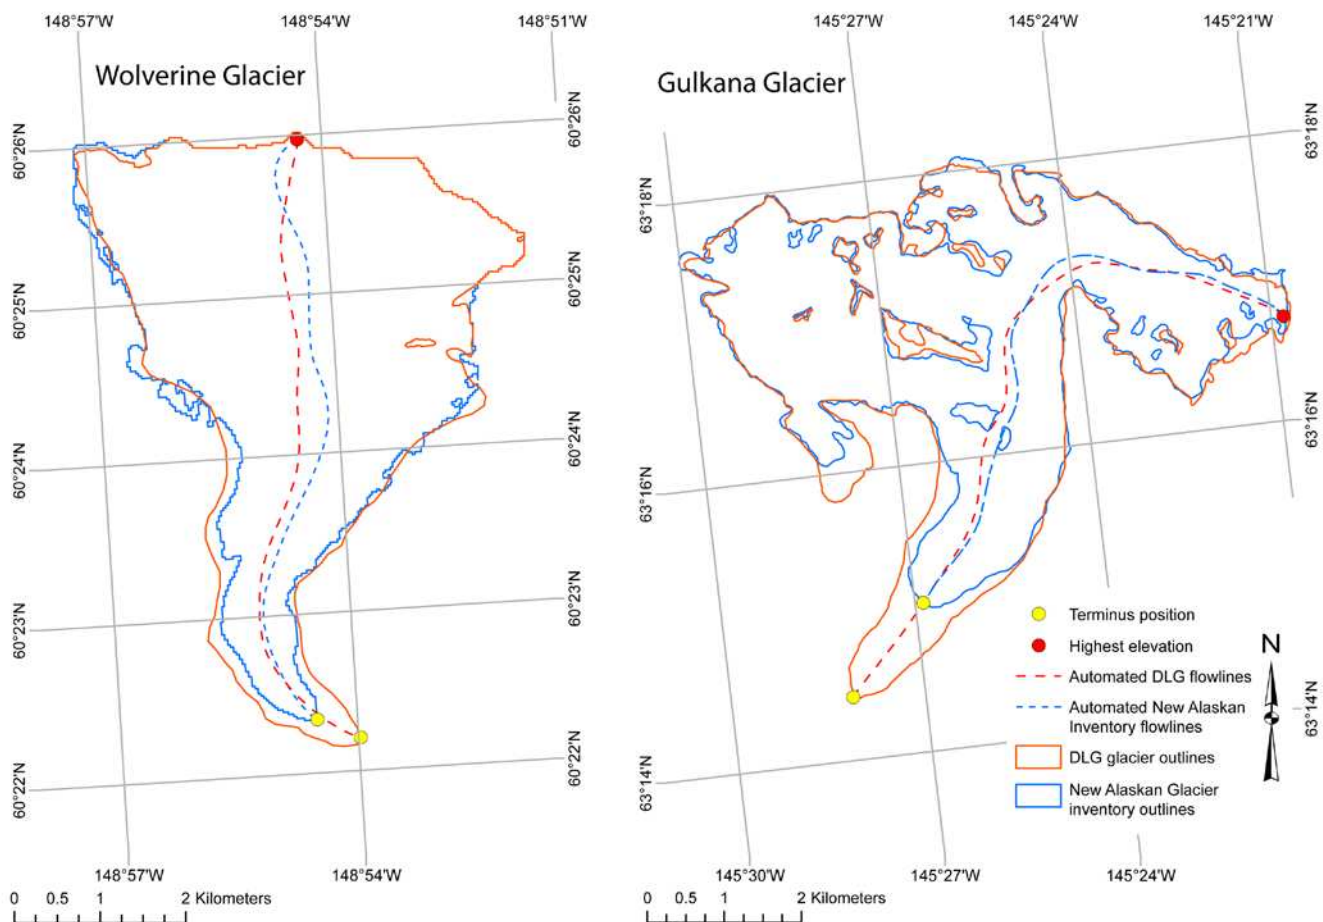 148°57'W 148°54'W 148°51'W 145°27'W 145°24'W 145°21'W
Wolverine Glacier
Gulkana Glacier
60°26'N
60°26'N
63°18'N
63°18'N
60°25'N
60°25'N
60°24'N
60°24'N
63°16'N
63°16'N
60°23'N
60°23'N
60°22'N
60°22'N
63°14'N
63°14'N
Terminus position
Highest elevation
N
Automated DLG flowlines
Automated New Alaskan
Inventory flowlines
DLG glacier outlines
New Alaskan Glacier
inventory outlines
148°57'W 148°54'W 145°30'W 145°27'W 145°24'W
0 0.5 1 2 Kilometers
0 0.5 1 2 Kilometers